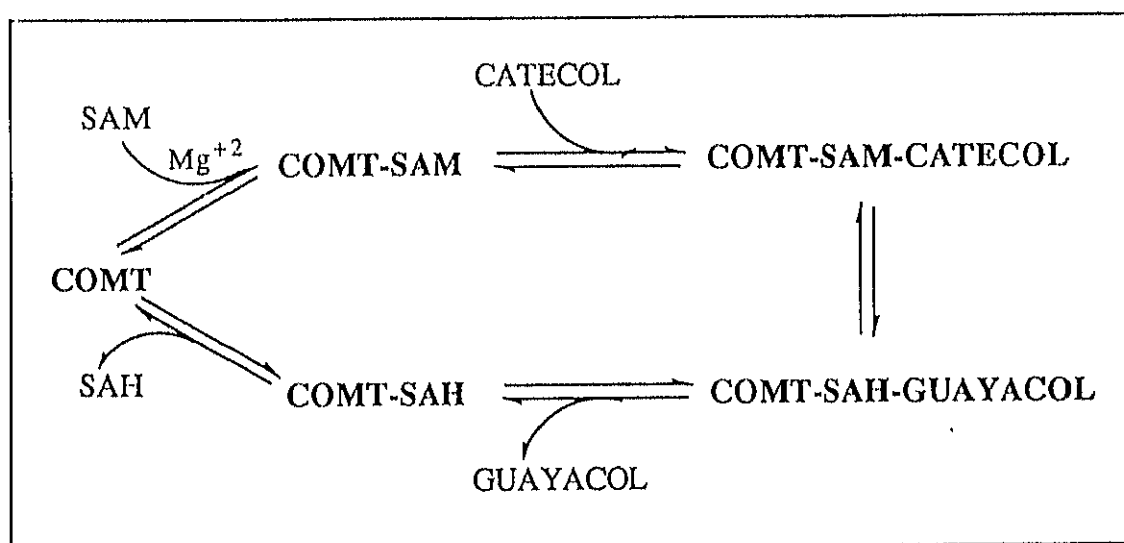 CATECOL
SAM
Mg+2
COMT-SAM
COMT-SAM-CATECOL
COMT
SAH
COMT-SAH
COMT-SAH-GUAYACOL
GUAYACOL